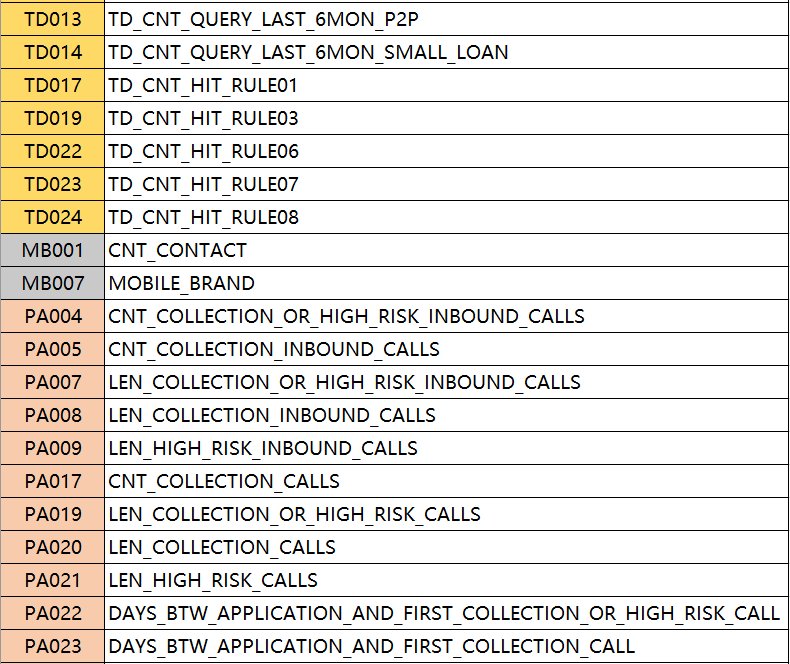 TD013 TD_CNT_QUERY_LAST_6MON_P2P
TD014 TD_CNT_QUERY_LAST_6MON_SMALL_LOAN
TD017 TD_CNT_HIT_RULE01
TD019 TD_CNT_HIT_RULE03
TD022 TD_CNT_HIT_RULE06
TD023 TD_CNT_HIT_RULE07
TD024 TD_CNT_HIT_RULE08
MB001 CNT_CONTACT
MB007 MOBILE_BRAND
PA004 CNT_COLLECTION_OR_HIGH_RISK_INBOUND_CALLS
PA005 CNT_COLLECTION_INBOUND_CALLS
PA007 LEN_COLLECTION_OR_HIGH_RISK_INBOUND_CALLS
PA008 LEN_COLLECTION_INBOUND_CALLS
PA009 LEN_HIGH_RISK_INBOUND_CALLS
PA017 CNT_COLLECTION_CALLS
PA019 LEN_COLLECTION_OR_HIGH_RISK_CALLS
PA020 LEN_COLLECTION_CALLS
PA021 LEN_HIGH_RISK_CALLS
PA022 DAYS_BTW_APPLICATION_AND_FIRST_COLLECTION_OR_HIGH_RISK_CALL
PA023 DAYS_BTW_APPLICATION_AND_FIRST_COLLECTION_CALL